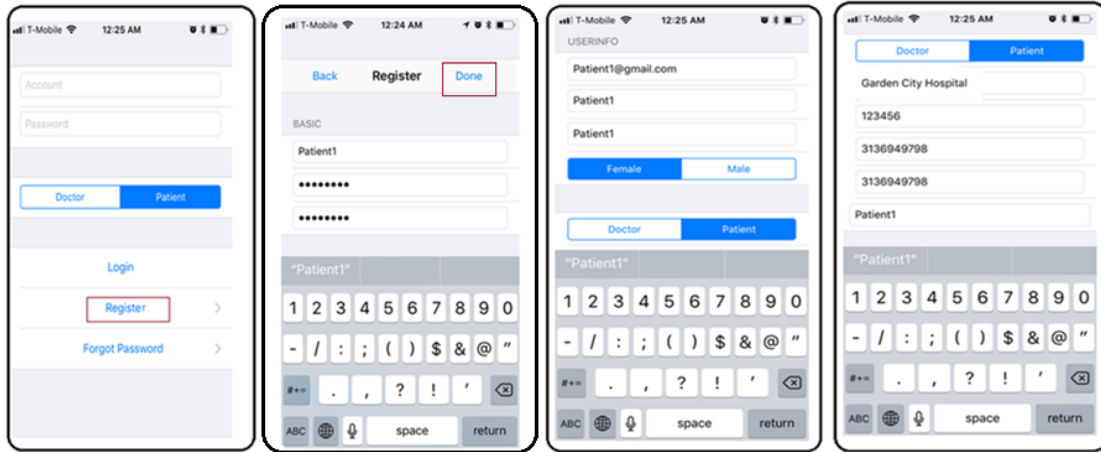 T-Mobile 12:25 AM
Account
Password
Doctor Patient
Login
Register
Forgot Password
T-Mobile 12:24 AM
Back Register Done
BASIC
Patient1
••••••••
••••••••
"Patient1"
1 2 3 4 5 6 7 8 9 0
- / : ; ( ) $ & @ "
#+= . , ? ! '
ABC space return
T-Mobile 12:25 AM
USERINFO
Patient1@gmail.com
Patient1
Patient1
Female Male
Doctor Patient
"Patient1"
1 2 3 4 5 6 7 8 9 0
- / : ; ( ) $ & @ "
#+= . , ? ! '
ABC space return
T-Mobile 12:25 AM
Doctor Patient
Garden City Hospital
123456
3136949798
3136949798
Patient1
"Patient1"
1 2 3 4 5 6 7 8 9 0
- / : ; ( ) $ & @ "
#+= . , ? ! '
ABC space return